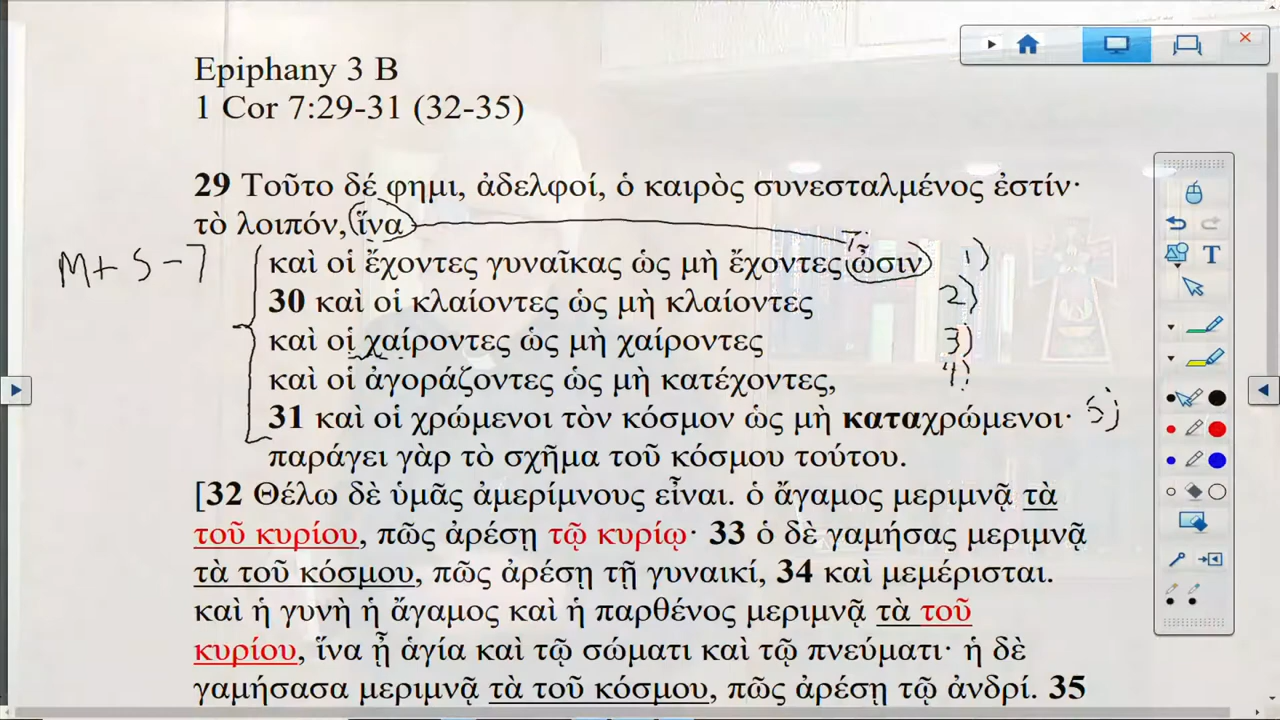 Epiphany 3 B
1 Cor 7:29-31 (32-35)
29 Τοῦτο δέ φημι, ἀδελφοί, ὁ καιρὸς συνεσταλμένος ἐστίν·
τὸ λοιπόν, ἵνα
M+ S-7
καὶ οἱ ἔχοντες γυναῖκας ὡς μὴ ἔχοντες ὦσιν 1)
30 καὶ οἱ κλαίοντες ὡς μὴ κλαίοντες 2)
καὶ οἱ χαίροντες ὡς μὴ χαίροντες 3)
καὶ οἱ ἀγοράζοντες ὡς μὴ κατέχοντες, 4)
31 καὶ οἱ χρώμενοι τὸν κόσμον ὡς μὴ καταχρώμενοι· 5)
παράγει γὰρ τὸ σχῆμα τοῦ κόσμου τούτου.
[32 Θέλω δὲ ὑμᾶς ἀμερίμνους εἶναι. ὁ ἄγαμος μεριμνᾷ τὰ
τοῦ κυρίου, πῶς ἀρέσῃ τῷ κυρίῳ· 33 ὁ δὲ γαμήσας μεριμνᾷ
τὰ τοῦ κόσμου, πῶς ἀρέσῃ τῇ γυναικί, 34 καὶ μεμέρισται.
καὶ ἡ γυνὴ ἡ ἄγαμος καὶ ἡ παρθένος μεριμνᾷ τὰ τοῦ
κυρίου, ἵνα ᾖ ἁγία καὶ τῷ σώματι καὶ τῷ πνεύματι· ἡ δὲ
γαμήσασα μεριμνᾷ τὰ τοῦ κόσμου, πῶς ἀρέσῃ τῷ ἀνδρί. 35
T